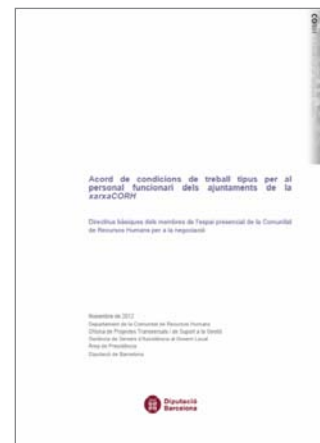 Acord de condicions de treball tipus per al
personal funcionari dels ajuntaments de la
xarxaCORH
Directrius bàsiques dels membres de l'espai presencial de la Comunitat
de Recursos Humans per a la negociació
Novembre de 2012
Departament de la Comunitat de Recursos Humans
Oficina de Projectes Transversals i de Suport a la Gestió
Gerència de Serveis d'Assistència al Govern Local
Àrea de Presidència
Diputació de Barcelona
Diputació
Barcelona